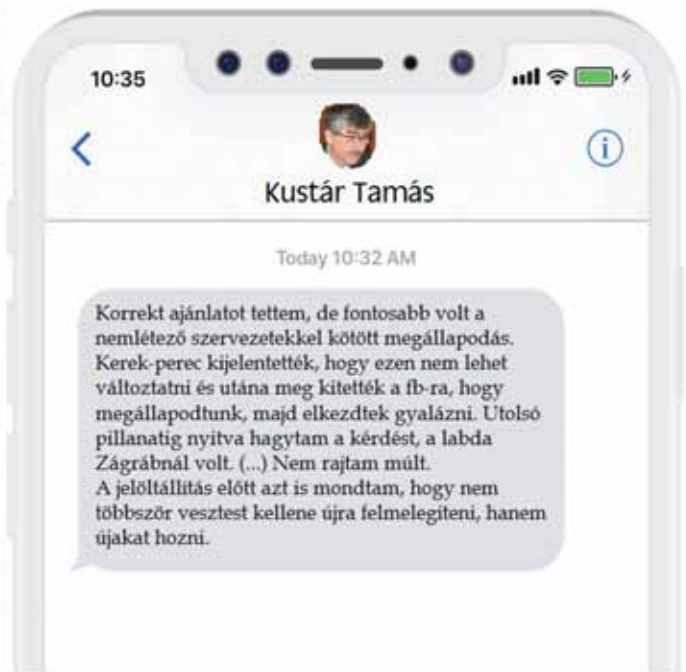 10:35
Kustár Tamás
Today 10:32 AM
Korrekt ajánlatot tettem, de fontosabb volt a
nemlétező szervezetekkel kötött megállapodás.
Kerek-perec kijelentették, hogy ezen nem lehet
változtatni és utána meg kitették a fb-ra, hogy
megállapodtunk, majd elkezdtek gyalázni. Utolsó
pillanatig nyitva hagytam a kérdést, a labda
Zágrábnál volt. (...) Nem rajtam múlt.
A jelöltállítás előtt azt is mondtam, hogy nem
többször vesztest kellene újra felmelegíteni, hanem
újakat hozni.